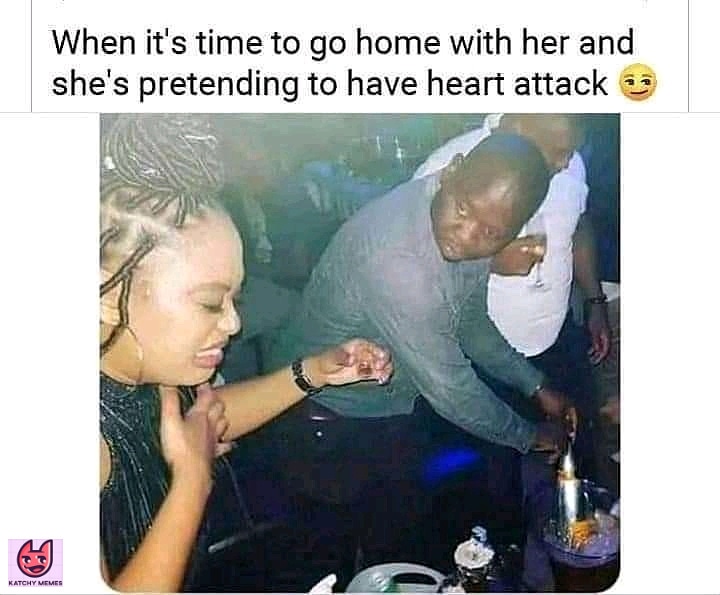 When it's time to go home with her and
she's pretending to have heart attack 😏
KATCHY MEMES